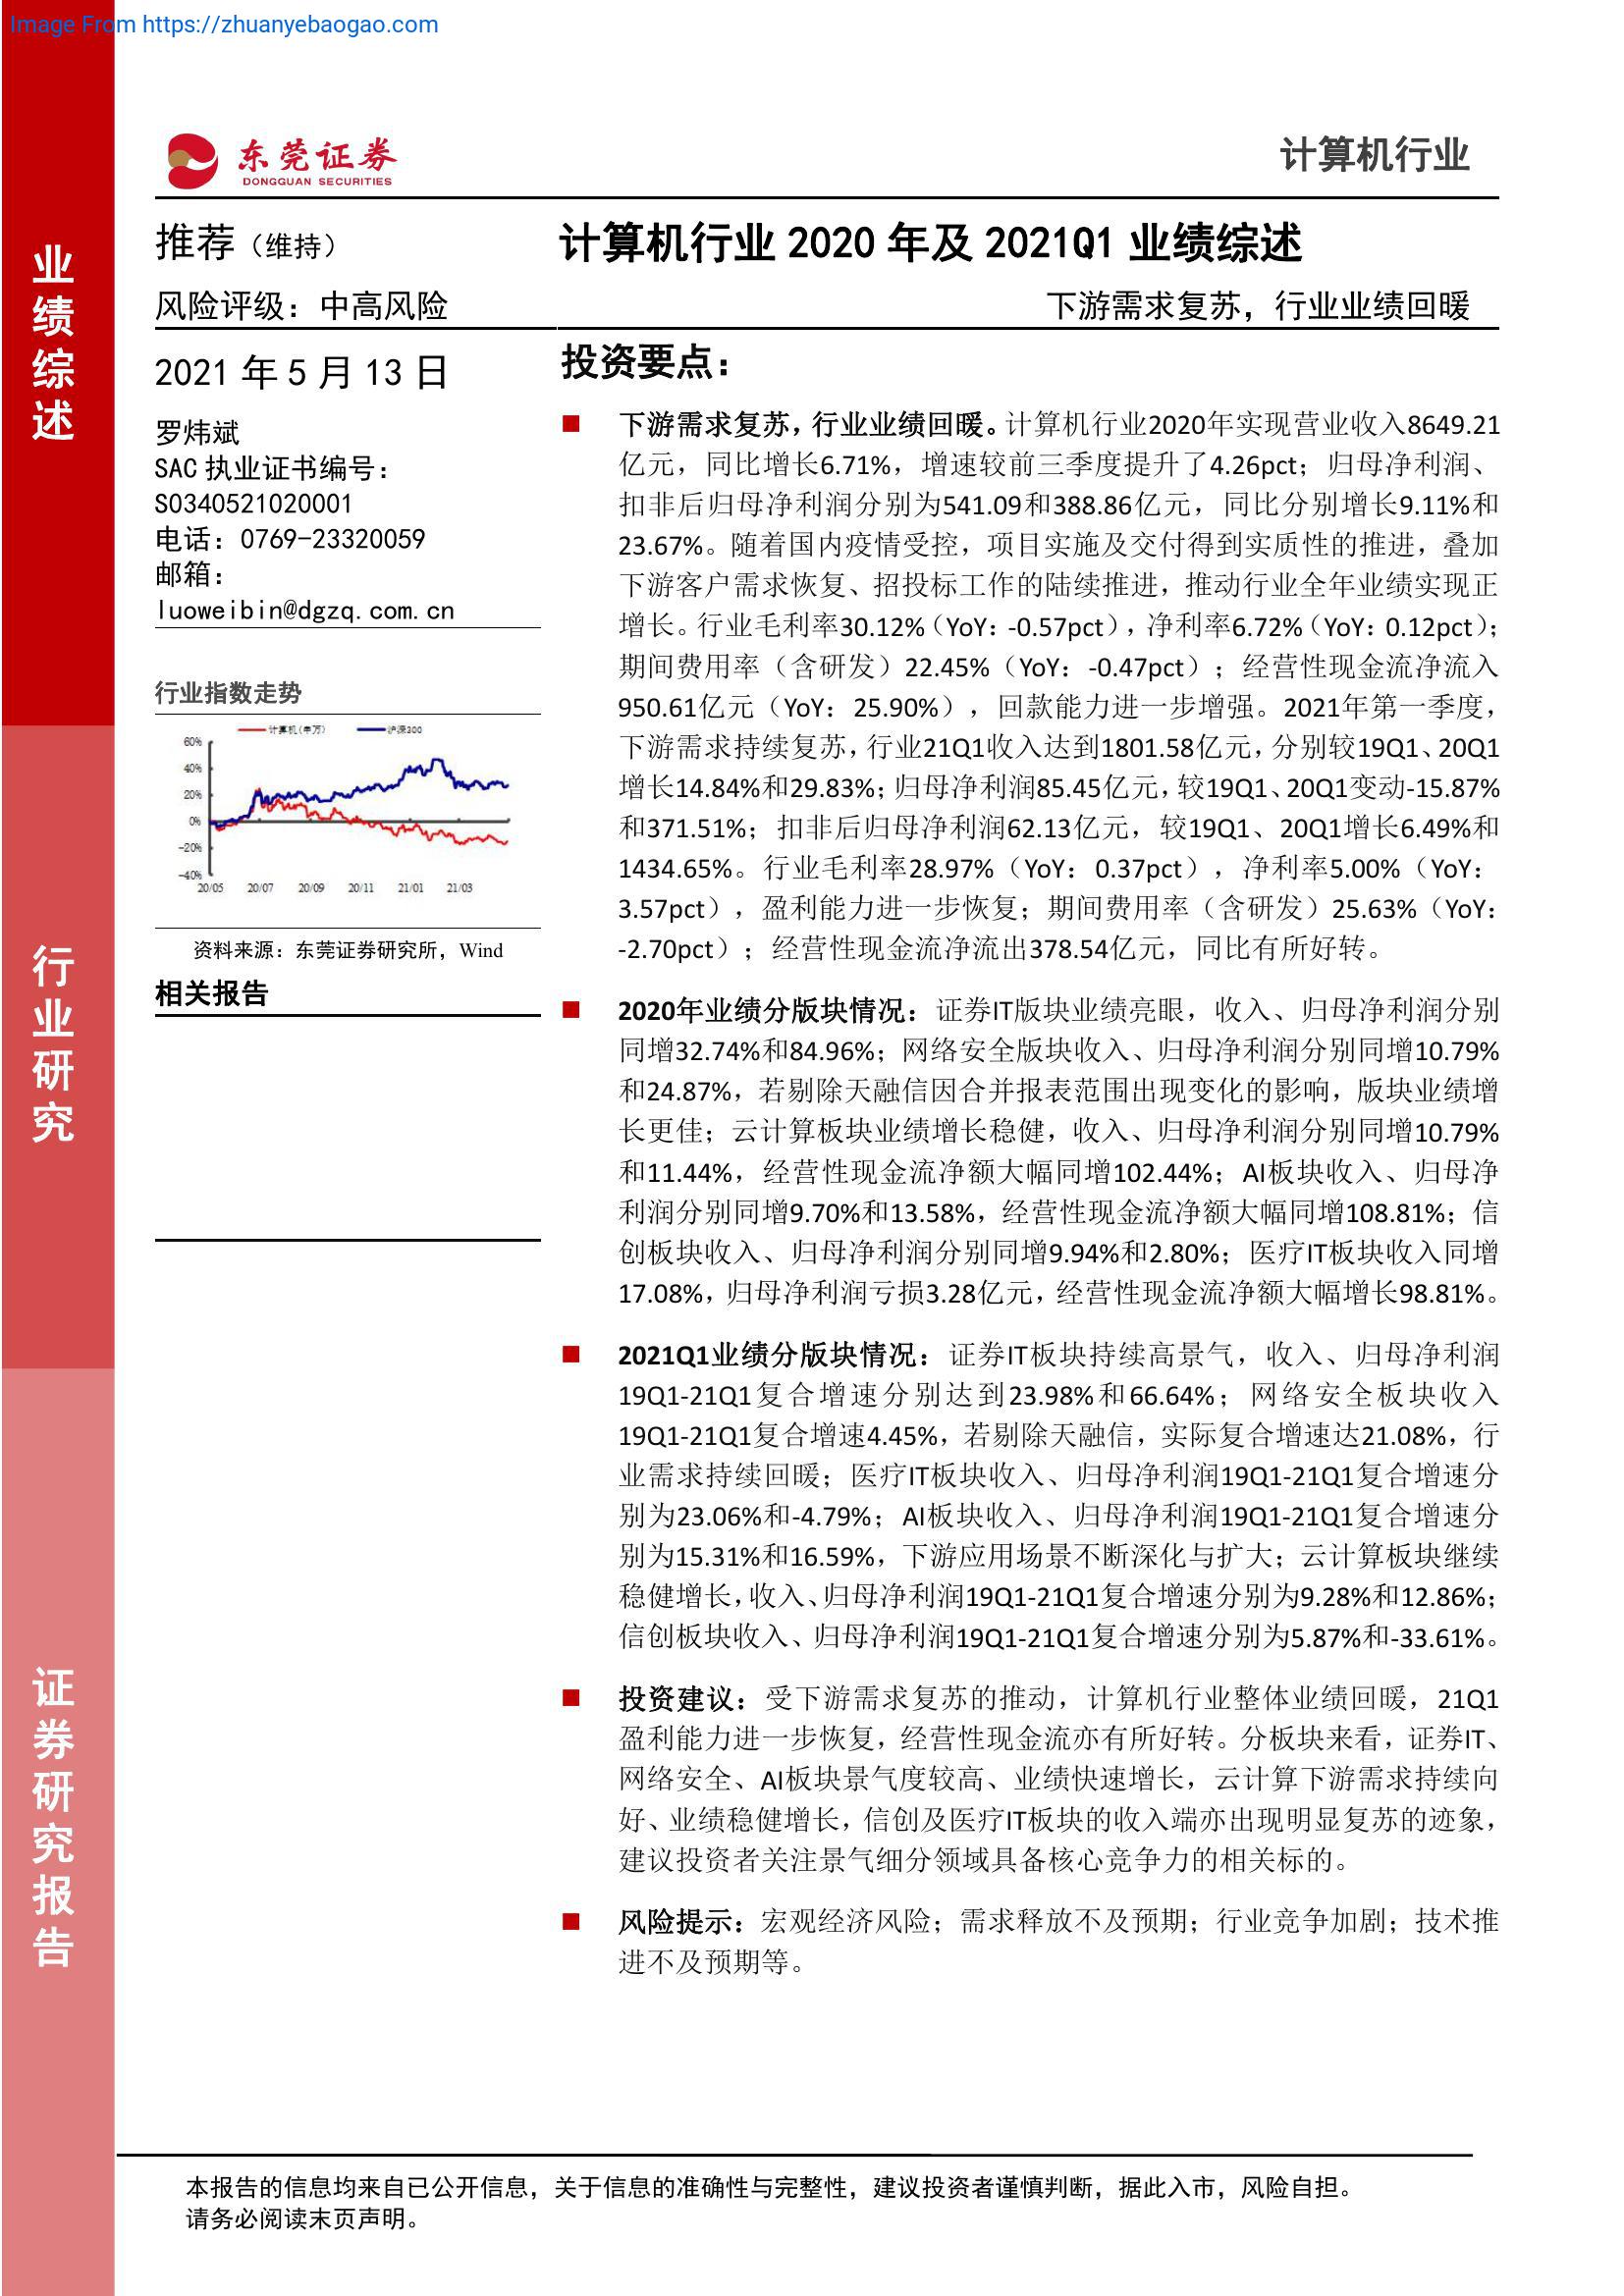 Image From https://zhuanyebaogao.com
业绩综述
行业研究
证券研究报告
东莞证券
DONGGUAN SECURITIES
计算机行业
推荐（维持）
风险评级：中高风险
2021 年 5 月 13 日
罗炜斌
SAC 执业证书编号：
S0340521020001
电话：0769-23320059
邮箱：
luoweibin@dgzq.com.cn
行业指数走势
计算机(申万)
沪深300
60%
40%
20%
0%
-20%
-40%
20/05 20/07 20/09 20/11 21/01 21/03
资料来源：东莞证券研究所，Wind
相关报告
计算机行业 2020 年及 2021Q1 业绩综述
下游需求复苏，行业业绩回暖
投资要点：
■ 下游需求复苏，行业业绩回暖。计算机行业2020年实现营业收入8649.21
亿元，同比增长6.71%，增速较前三季度提升了4.26pct；归母净利润、
扣非后归母净利润分别为541.09和388.86亿元，同比分别增长9.11%和
23.67%。随着国内疫情受控，项目实施及交付得到实质性的推进，叠加
下游客户需求恢复、招投标工作的陆续推进，推动行业全年业绩实现正
增长。行业毛利率30.12%（YoY：-0.57pct），净利率6.72%（YoY：0.12pct）；
期间费用率（含研发）22.45%（YoY：-0.47pct）；经营性现金流净流入
950.61亿元（YoY：25.90%），回款能力进一步增强。2021年第一季度，
下游需求持续复苏，行业21Q1收入达到1801.58亿元，分别较19Q1、20Q1
增长14.84%和29.83%；归母净利润85.45亿元，较19Q1、20Q1变动-15.87%
和371.51%；扣非后归母净利润62.13亿元，较19Q1、20Q1增长6.49%和
1434.65%。行业毛利率28.97%（YoY：0.37pct），净利率5.00%（YoY：
3.57pct），盈利能力进一步恢复；期间费用率（含研发）25.63%（YoY：
-2.70pct）；经营性现金流净流出378.54亿元，同比有所好转。
■ 2020年业绩分版块情况：证券IT版块业绩亮眼，收入、归母净利润分别
同增32.74%和84.96%；网络安全版块收入、归母净利润分别同增10.79%
和24.87%，若剔除天融信因合并报表范围出现变化的影响，版块业绩增
长更佳；云计算板块业绩增长稳健，收入、归母净利润分别同增10.79%
和11.44%，经营性现金流净额大幅同增102.44%；AI板块收入、归母净
利润分别同增9.70%和13.58%，经营性现金流净额大幅同增108.81%；信
创板块收入、归母净利润分别同增9.94%和2.80%；医疗IT板块收入同增
17.08%，归母净利润亏损3.28亿元，经营性现金流净额大幅增长98.81%。
■ 2021Q1业绩分版块情况：证券IT板块持续高景气，收入、归母净利润
19Q1-21Q1复合增速分别达到23.98%和66.64%；网络安全板块收入
19Q1-21Q1复合增速4.45%，若剔除天融信，实际复合增速达21.08%，行
业需求持续回暖；医疗IT板块收入、归母净利润19Q1-21Q1复合增速分
别为23.06%和-4.79%；AI板块收入、归母净利润19Q1-21Q1复合增速分
别为15.31%和16.59%，下游应用场景不断深化与扩大；云计算板块继续
稳健增长，收入、归母净利润19Q1-21Q1复合增速分别为9.28%和12.86%；
信创板块收入、归母净利润19Q1-21Q1复合增速分别为5.87%和-33.61%。
■ 投资建议：受下游需求复苏的推动，计算机行业整体业绩回暖，21Q1
盈利能力进一步恢复，经营性现金流亦有所好转。分板块来看，证券IT、
网络安全、AI板块景气度较高、业绩快速增长，云计算下游需求持续向
好、业绩稳健增长，信创及医疗IT板块的收入端亦出现明显复苏的迹象，
建议投资者关注景气细分领域具备核心竞争力的相关标的。
■ 风险提示：宏观经济风险；需求释放不及预期；行业竞争加剧；技术推
进不及预期等。
本报告的信息均来自已公开信息，关于信息的准确性与完整性，建议投资者谨慎判断，据此入市，风险自担。
请务必阅读末页声明。